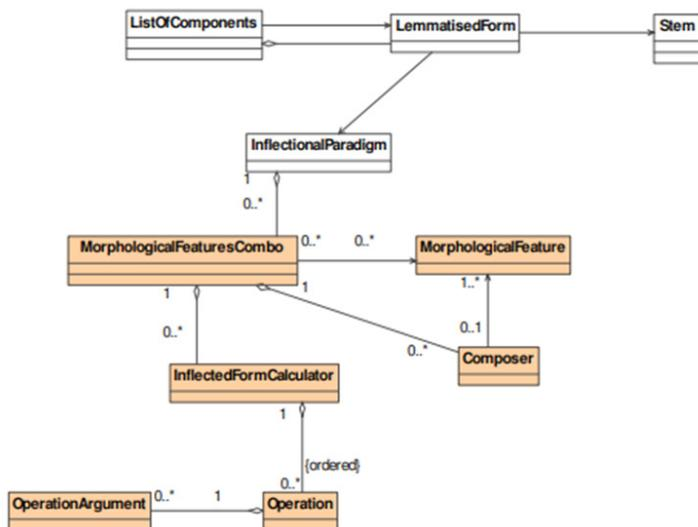 ListOfComponents
LemmatisedForm
Stem
InflectionalParadigm
1
0..*
MorphologicalFeaturesCombo
0..*
0..*
MorphologicalFeature
1
1
1..*
0..*
0..1
0..*
Composer
InflectedFormCalculator
1
{ordered}
0..*
OperationArgument
0..*
1
Operation